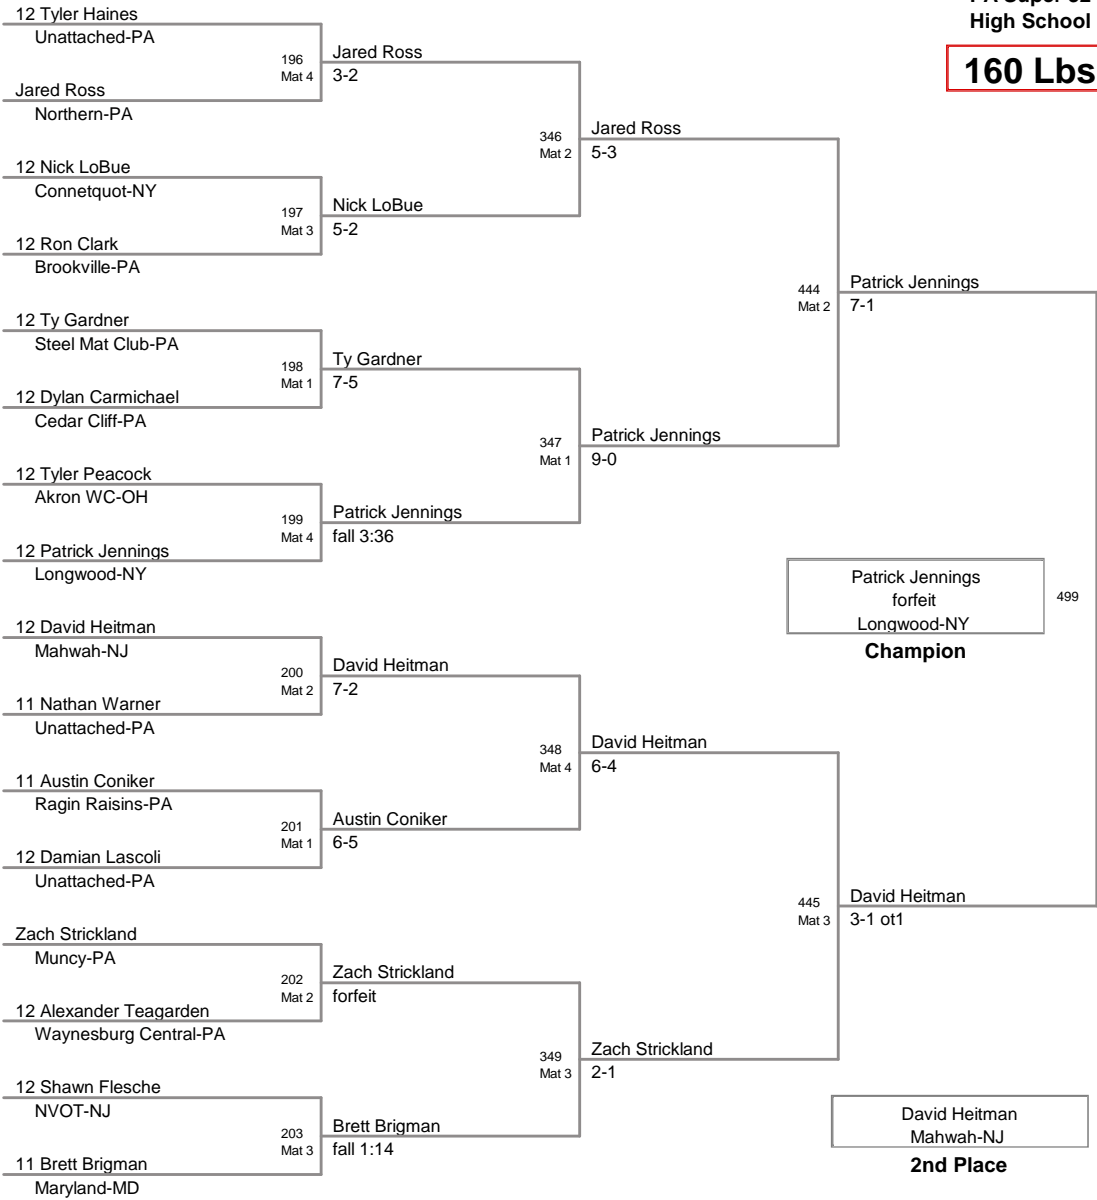 PA Super 32
High School
160 Lbs
12 Tyler Haines
Unattached-PA
196
Mat 4
Jared Ross
3-2
Jared Ross
Northern-PA
346
Mat 2
Jared Ross
5-3
12 Nick LoBue
Connetquot-NY
197
Mat 3
Nick LoBue
5-2
12 Ron Clark
Brookville-PA
444
Mat 2
Patrick Jennings
7-1
12 Ty Gardner
Steel Mat Club-PA
198
Mat 1
Ty Gardner
7-5
12 Dylan Carmichael
Cedar Cliff-PA
347
Mat 1
Patrick Jennings
9-0
12 Tyler Peacock
Akron WC-OH
199
Mat 4
Patrick Jennings
fall 3:36
12 Patrick Jennings
Longwood-NY
Patrick Jennings
forfeit
Longwood-NY
499
Champion
12 David Heitman
Mahwah-NJ
200
Mat 2
David Heitman
7-2
11 Nathan Warner
Unattached-PA
348
Mat 4
David Heitman
6-4
11 Austin Coniker
Ragin Raisins-PA
201
Mat 1
Austin Coniker
6-5
12 Damian Lascoli
Unattached-PA
445
Mat 3
David Heitman
3-1 ot1
Zach Strickland
Muncy-PA
202
Mat 2
Zach Strickland
forfeit
12 Alexander Teagarden
Waynesburg Central-PA
349
Mat 3
Zach Strickland
2-1
12 Shawn Flesche
NVOT-NJ
203
Mat 3
Brett Brigman
fall 1:14
11 Brett Brigman
Maryland-MD
David Heitman
Mahwah-NJ
2nd Place